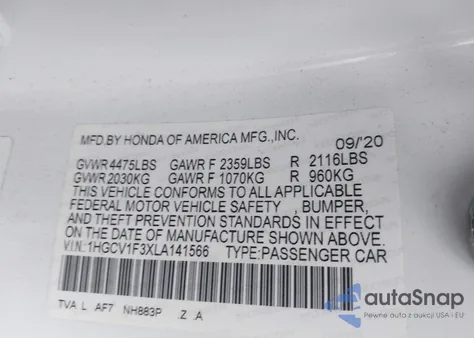 MFD.BY HONDA OF AMERICA MFG.,INC. 09/'20
GVWR 4475LBS GAWR F 2359LBS R 2116LBS
GVWR 2030KG GAWR F 1070KG R 960KG
THIS VEHICLE CONFORMS TO ALL APPLICABLE
FEDERAL MOTOR VEHICLE SAFETY , BUMPER,
AND THEFT PREVENTION STANDARDS IN EFFECT
ON THE DATE OF MANUFACTURE SHOWN ABOVE.
V.I.N: 1HGCV1F3XLA141566 TYPE:PASSENGER CAR
TVA L AF7 NH883P Z A
autoSnap
Pewne auta z aukcji USA i EU